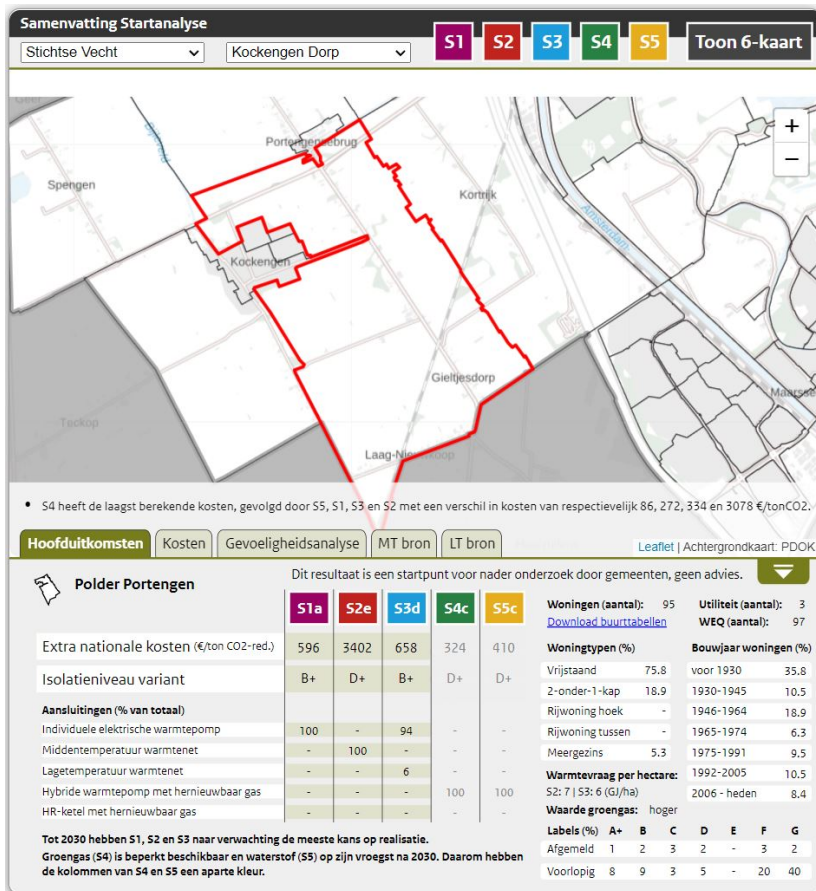 Samenvatting Startanalyse
Stichtse Vecht
Kockengen Dorp
S1 S2 S3 S4 S5
Toon 6-kaart
+
−
Portengensebrug
Spengen
Kortrijk
Amsterdam
Kockengen
Gieltjesdorp
Teckop
• S4 heeft de laagst berekende kosten, gevolgd door S5, S1, S3 en S2 met een verschil in kosten van respectievelijk 86, 272, 334 en 3078 €/tonCO2.
Hoofduitkomsten Kosten Gevoeligheidsanalyse MT bron LT bron
Leaflet | Achtergrondkaart: PDOK
Polder Portengen
Dit resultaat is een startpunt voor nader onderzoek door gemeenten, geen advies.
S1a S2e S3d S4c S5c
Extra nationale kosten (€/ton CO2-red.) 596 3402 658 324 410
Isolatieniveau variant B+ D+ B+ D+ D+
Aansluitingen (% van totaal)
Individuele elektrische warmtepomp 100 - 94 - -
Middentemperatuur warmtenet - 100 - - -
Lagetemperatuur warmtenet - - 6 - -
Hybride warmtepomp met hernieuwbaar gas - - - 100 100
HR-ketel met hernieuwbaar gas - - - - -
Tot 2030 hebben S1, S2 en S3 naar verwachting de meeste kans op realisatie.
Groengas (S4) is beperkt beschikbaar en waterstof (S5) op zijn vroegst na 2030. Daarom hebben
de kolommen van S4 en S5 een aparte kleur.
Woningen (aantal): 95 Utiliteit (aantal): 3
Download buurttabellen WEQ (aantal): 97
Woningtypen (%) Bouwjaar woningen (%)
Vrijstaand 75.8 voor 1930 35.8
2-onder-1-kap 18.9 1930-1945 10.5
Rijwoning hoek - 1946-1964 18.9
Rijwoning tussen - 1965-1974 6.3
Meergezins 5.3 1975-1991 9.5
Warmtevraag per hectare: 1992-2005 10.5
S2: 7 | S3: 6 (GJ/ha) 2006 - heden 8.4
Waarde groengas: hoger
Labels (%) A+ B C D E F G
Afgemeld 1 2 3 2 - 3 2
Voorlopig 8 9 3 5 - 20 40